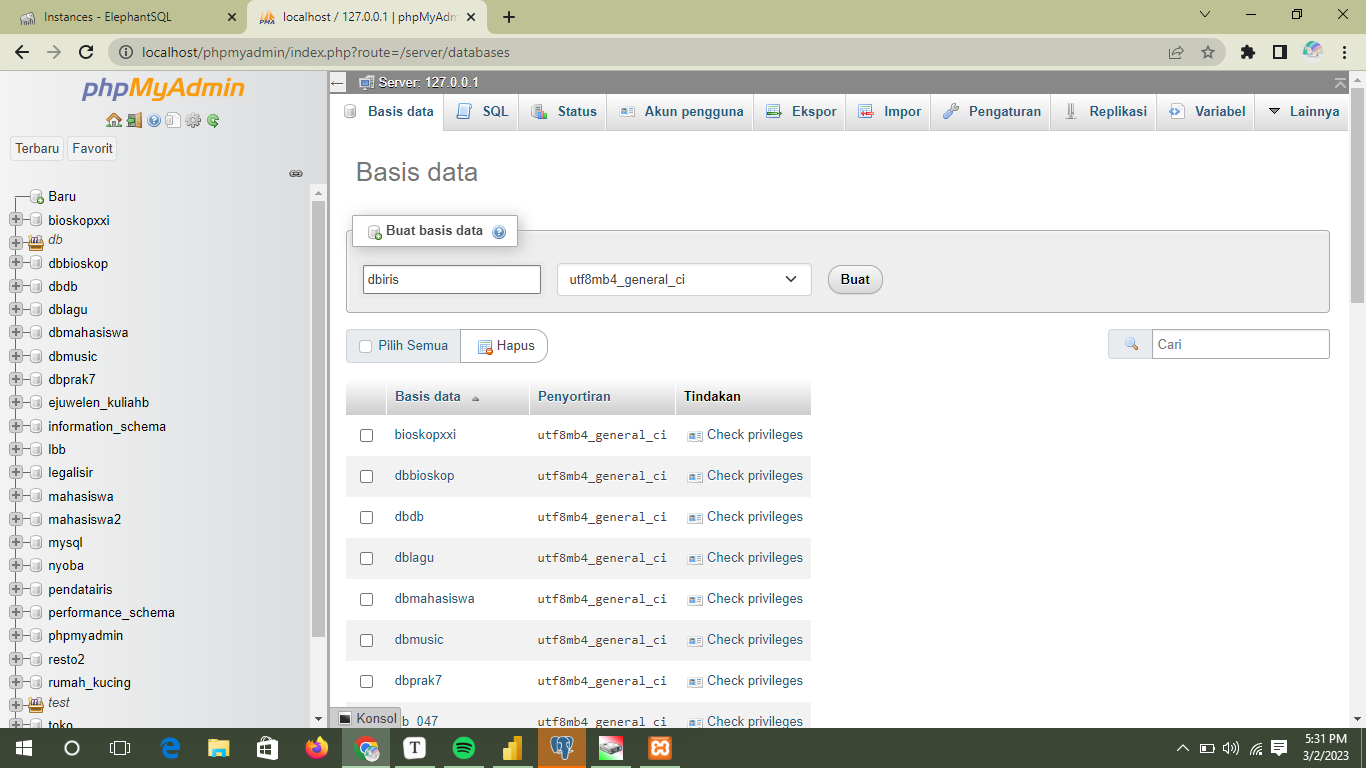 Instances - ElephantSQL
localhost / 127.0.0.1 | phpMyAdm
localhost/phpmyadmin/index.php?route=/server/databases
phpMyAdmin
Terbaru Favorit
Baru
bioskopxxi
db
dbbioskop
dbdb
dblagu
dbmahasiswa
dbmusic
dbprak7
ejuwelen_kuliahb
information_schema
lbb
legalisir
mahasiswa
mahasiswa2
mysql
nyoba
pendatairis
performance_schema
phpmyadmin
resto2
rumah_kucing
test
toko
Server: 127.0.0.1
Basis data SQL Status Akun pengguna Ekspor Impor Pengaturan Replikasi Variabel Lainnya
Basis data
Buat basis data
dbiris utf8mb4_general_ci Buat
Pilih Semua Hapus Cari
Basis data Penyortiran Tindakan
bioskopxxi utf8mb4_general_ci Check privileges
dbbioskop utf8mb4_general_ci Check privileges
dbdb utf8mb4_general_ci Check privileges
dblagu utf8mb4_general_ci Check privileges
dbmahasiswa utf8mb4_general_ci Check privileges
dbmusic utf8mb4_general_ci Check privileges
dbprak7 utf8mb4_general_ci Check privileges
b_047 utf8mb4_general_ci Check privileges
Konsol
5:31 PM
3/2/2023